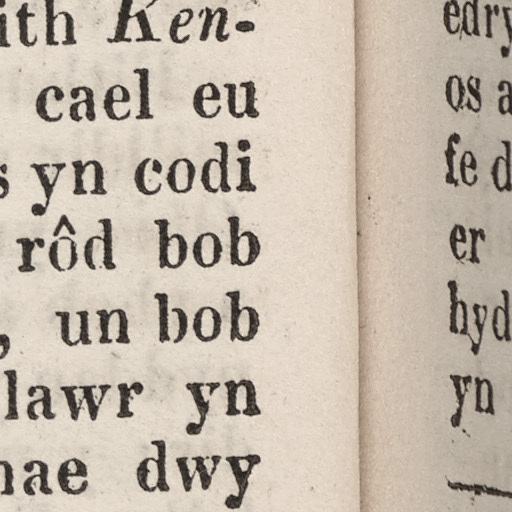 ith Ken-
cael eu
s yn codi
rôd bob
, un bob
lawr yn
nae dwy
edry
os a
fe d
er
hyd
yn